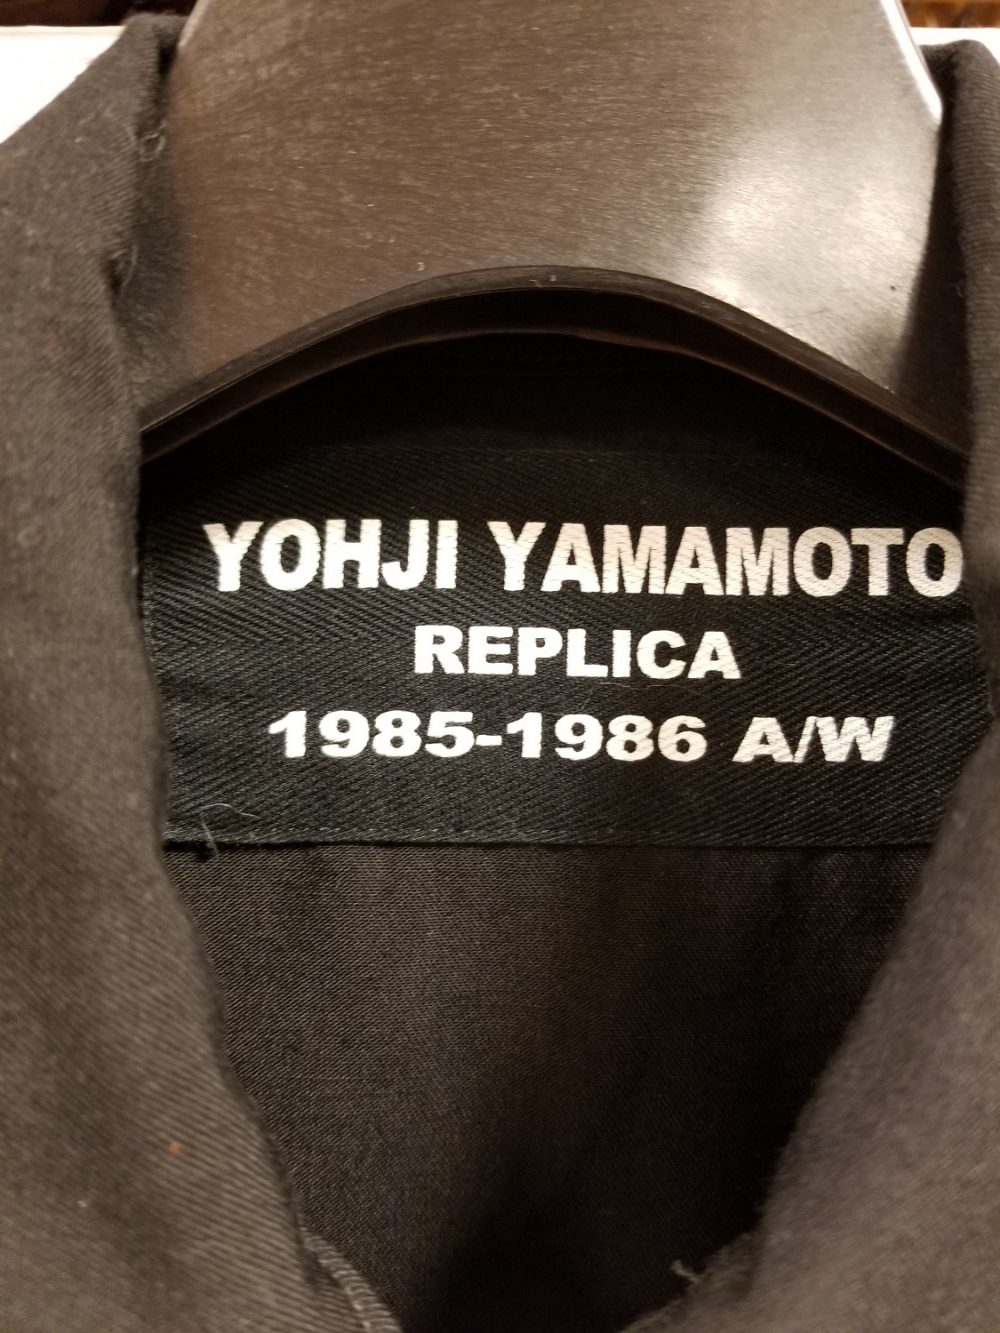 YOHJI YAMAMOTO
REPLICA
1985-1986 A/W